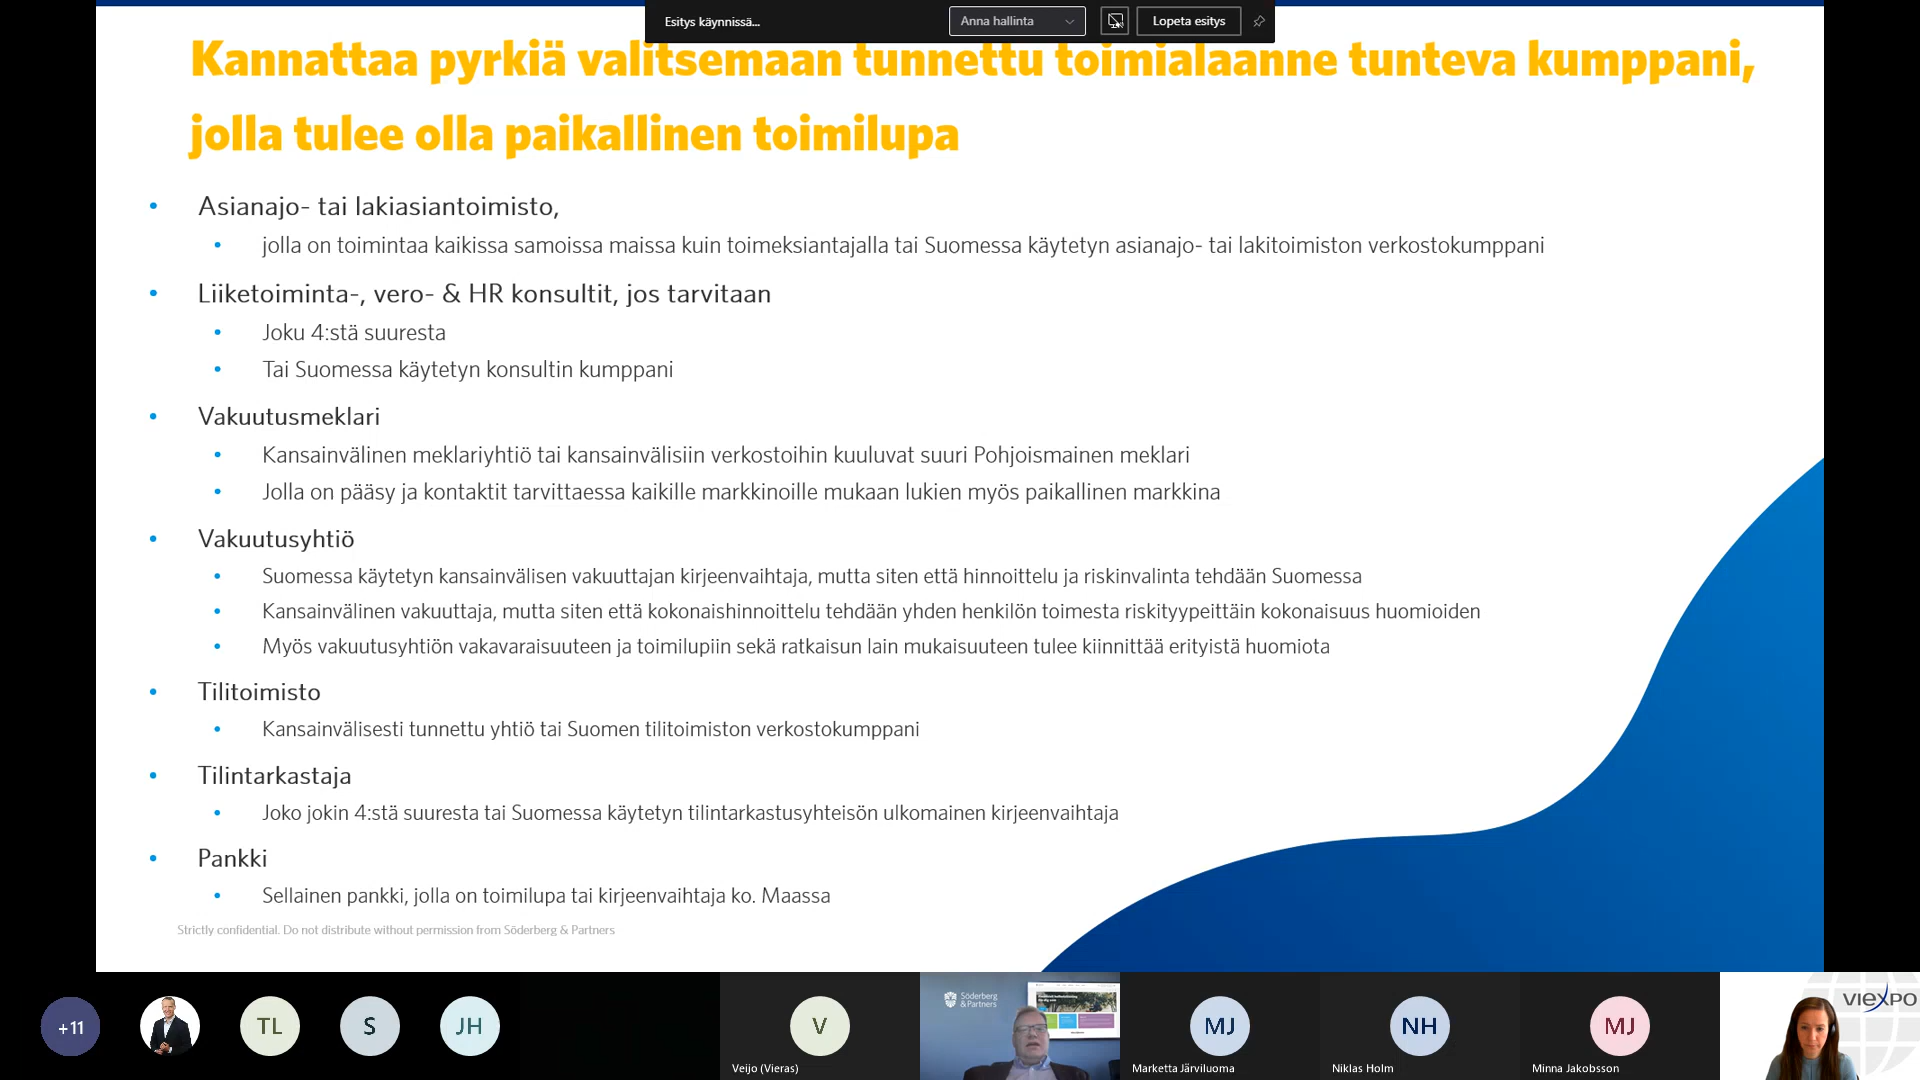 Esitys käynnissä...
Anna hallinta
Lopeta esitys
Kannattaa pyrkiä valitsemaan tunnettu toimialaanne tunteva kumppani,
jolla tulee olla paikallinen toimilupa
• Asianajo- tai lakiasiantoimisto,
• jolla on toimintaa kaikissa samoissa maissa kuin toimeksiantajalla tai Suomessa käytetyn asianajo- tai lakitoimiston verkostokumppani
• Liiketoiminta-, vero- & HR konsultit, jos tarvitaan
• Joku 4:stä suuresta
• Tai Suomessa käytetyn konsultin kumppani
• Vakuutusmeklari
• Kansainvälinen meklariyhtiö tai kansainvälisiin verkostoihin kuuluvat suuri Pohjoismainen meklari
• Jolla on pääsy ja kontaktit tarvittaessa kaikille markkinoille mukaan lukien myös paikallinen markkina
• Vakuutusyhtiö
• Suomessa käytetyn kansainvälisen vakuuttajan kirjeenvaihtaja, mutta siten että hinnoittelu ja riskinvalinta tehdään Suomessa
• Kansainvälinen vakuuttaja, mutta siten että kokonaishinnoittelu tehdään yhden henkilön toimesta riskityypeittäin kokonaisuus huomioiden
• Myös vakuutusyhtiön vakavaraisuuteen ja toimilupiin sekä ratkaisun lain mukaisuuteen tulee kiinnittää erityistä huomiota
• Tilitoimisto
• Kansainvälisesti tunnettu yhtiö tai Suomen tilitoimiston verkostokumppani
• Tilintarkastaja
• Joko jokin 4:stä suuresta tai Suomessa käytetyn tilintarkastusyhteisön ulkomainen kirjeenvaihtaja
• Pankki
• Sellainen pankki, jolla on toimilupa tai kirjeenvaihtaja ko. Maassa
Strictly confidential. Do not distribute without permission from Söderberg & Partners
+11
TL
S
JH
V
Veijo (Vieras)
Söderberg
& Partners
MJ
Marketta Järviluoma
NH
Niklas Holm
MJ
Minna Jakobsson
VIEXPO